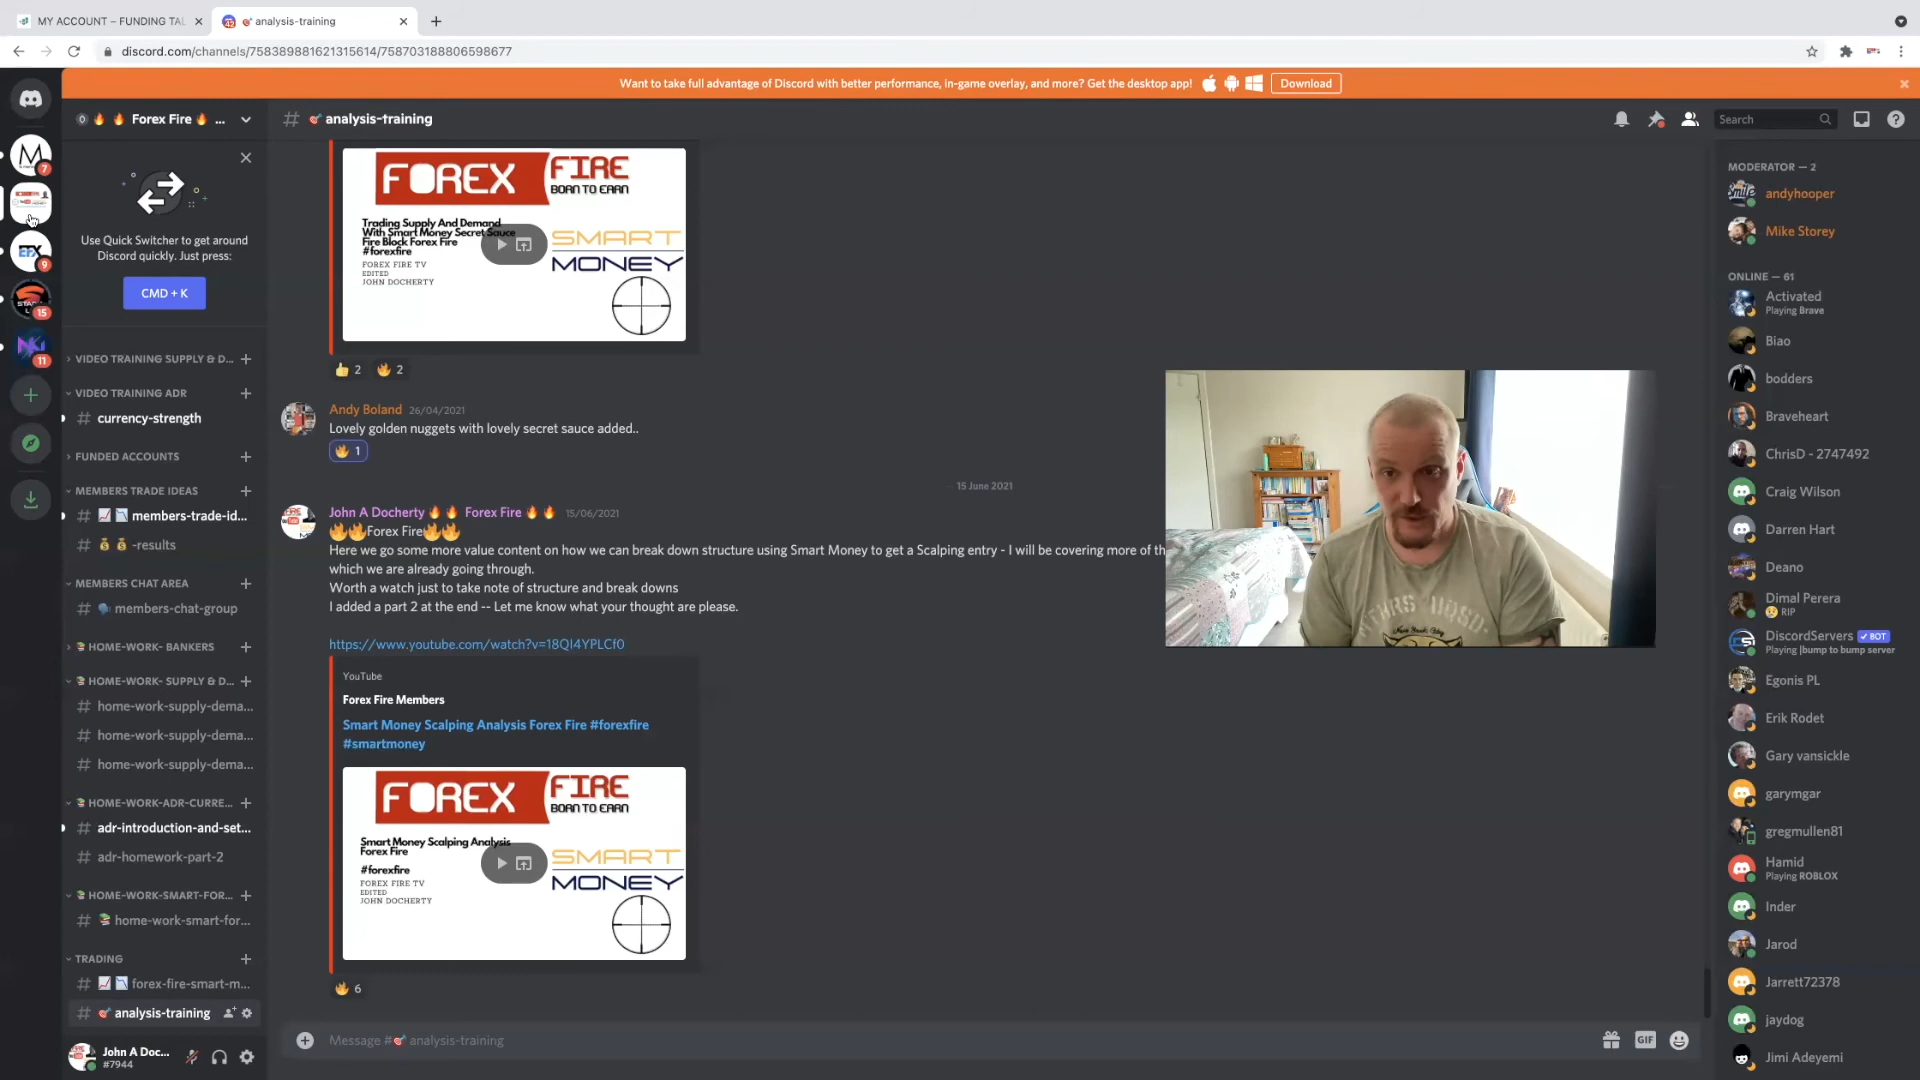 MY ACCOUNT – FUNDING TAL
analysis-training
discord.com/channels/758389881621315614/758703188806598677
Want to take full advantage of Discord with better performance, in-game overlay, and more? Get the desktop app!
Download
Forex Fire ...
analysis-training
Search
Use Quick Switcher to get around
Discord quickly. Just press:
CMD + K
7
9
15
11
VIDEO TRAINING SUPPLY & D...
VIDEO TRAINING ADR
currency-strength
FUNDED ACCOUNTS
MEMBERS TRADE IDEAS
members-trade-id...
-results
MEMBERS CHAT AREA
members-chat-group
HOME-WORK- BANKERS
HOME-WORK- SUPPLY & D...
home-work-supply-dema...
home-work-supply-dema...
home-work-supply-dema...
HOME-WORK-ADR-CURRE...
adr-introduction-and-set...
adr-homework-part-2
HOME-WORK-SMART-FOR...
home-work-smart-for...
TRADING
forex-fire-smart-m...
analysis-training
John A Doc...
#7944
FOREX FIRE
BORN TO EARN
Trading Supply And Demand
With Smart Money Secret Sauce
Fire Block Forex Fire
#forexfire
FOREX FIRE TV
EDITED
JOHN DOCHERTY
SMART
MONEY
2
2
Andy Boland 26/04/2021
Lovely golden nuggets with lovely secret sauce added..
1
15 June 2021
John A Docherty Forex Fire 15/06/2021
Forex Fire
Here we go some more value content on how we can break down structure using Smart Money to get a Scalping entry - I will be covering more of th
which we are already going through.
Worth a watch just to take note of structure and break downs
I added a part 2 at the end -- Let me know what your thought are please.
https://www.youtube.com/watch?v=18QI4YPLCf0
YouTube
Forex Fire Members
Smart Money Scalping Analysis Forex Fire #forexfire
#smartmoney
FOREX FIRE
BORN TO EARN
Smart Money Scalping Analysis
Forex Fire
#forexfire
FOREX FIRE TV
EDITED
JOHN DOCHERTY
SMART
MONEY
6
Message # analysis-training
GIF
MODERATOR — 2
andyhooper
Mike Storey
ONLINE — 61
Activated
Playing Brave
Biao
bodders
Braveheart
ChrisD - 2747492
Craig Wilson
Darren Hart
Deano
Dimal Perera
RIP
DiscordServers BOT
Playing |bump to bump server
Egonis PL
Erik Rodet
Gary vansickle
garymgar
gregmullen81
Hamid
Playing ROBLOX
Inder
Jarod
Jarrett72378
jaydog
Jimi Adeyemi